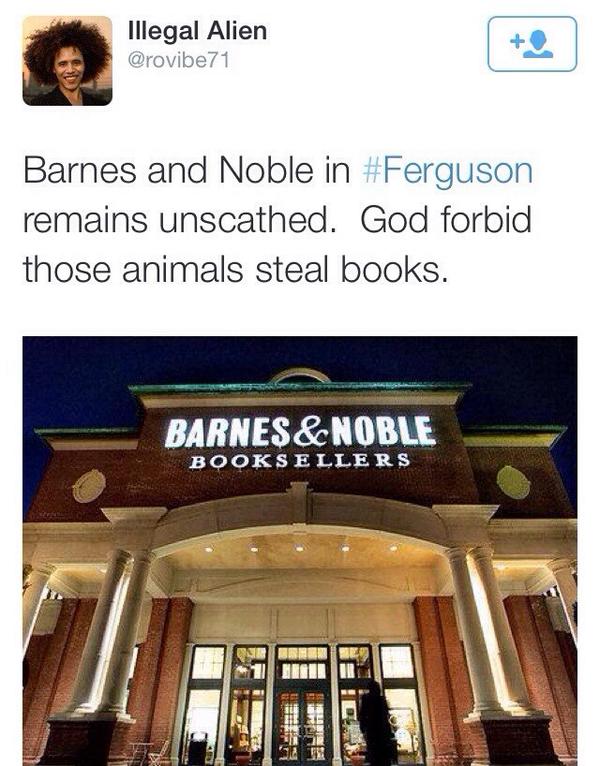 Illegal Alien
@rovibe71
Barnes and Noble in #Ferguson
remains unscathed.  God forbid
those animals steal books.
BARNES&NOBLE
BOOKSELLERS